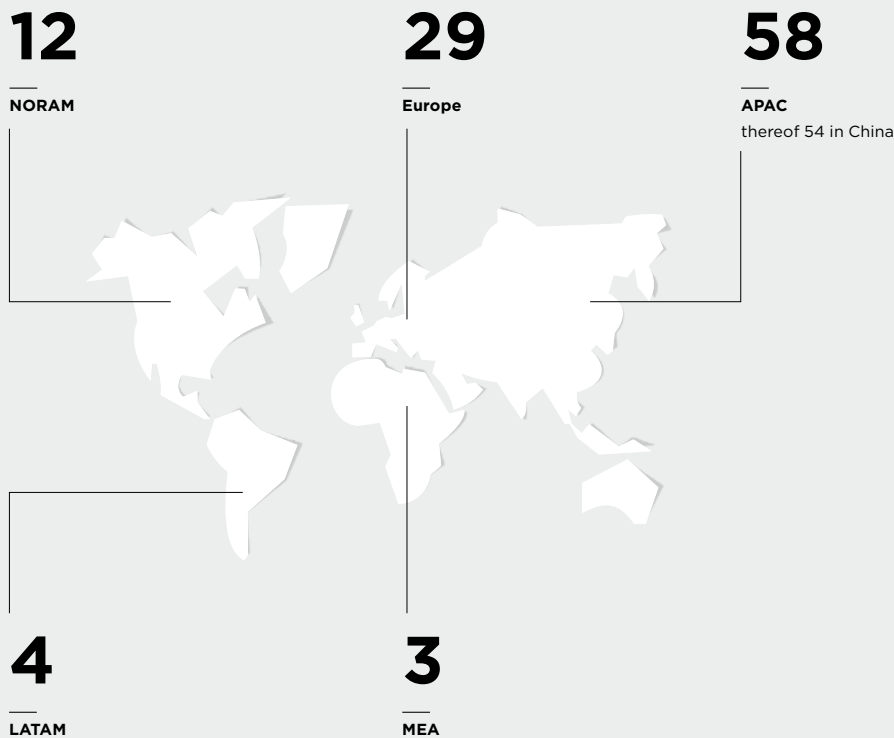 12
NORAM
29
Europe
58
APAC
thereof 54 in China
4
LATAM
3
MEA